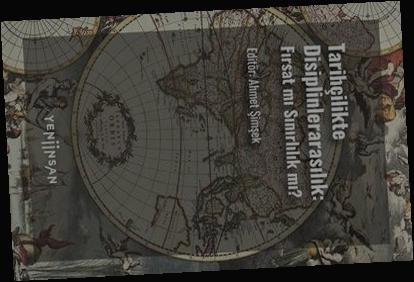 Tarihçilikte
Disiplinlerarasılık:
Fırsat mı Sınırlılık mı?
Editör: Ahmet Şimşek
YENİİNSAN